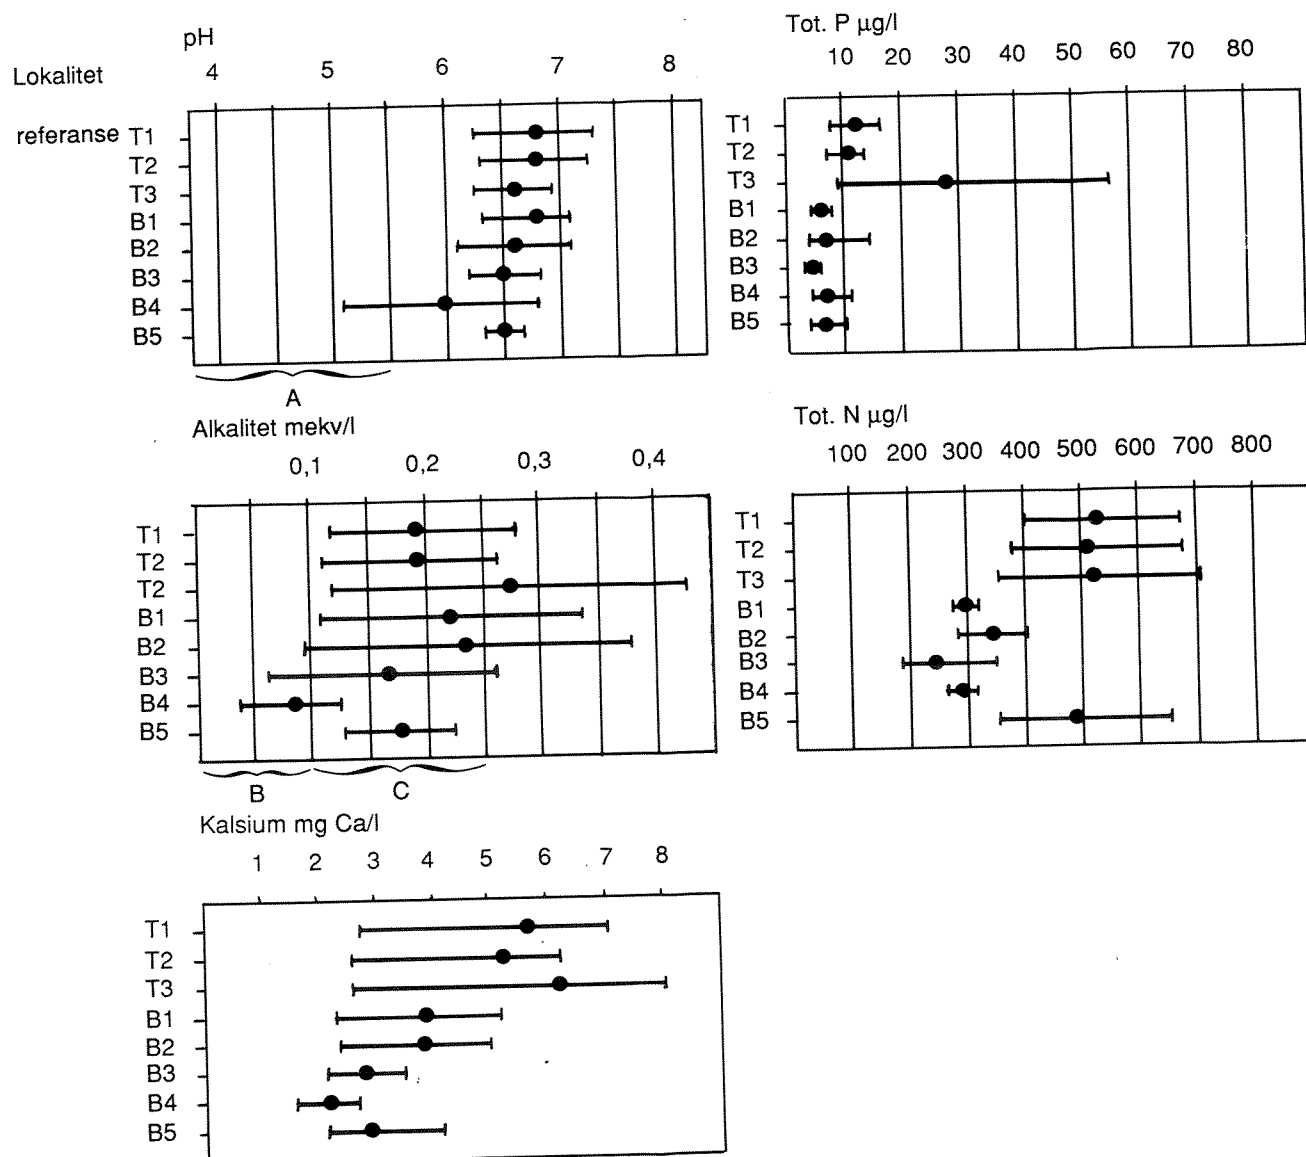 pH
Lokalitet
4 5 6 7 8
referanse
T1
T2
T3
B1
B2
B3
B4
B5
A
Tot. P µg/l
10 20 30 40 50 60 70 80
T1
T2
T3
B1
B2
B3
B4
B5
Alkalitet mekv/l
0,1 0,2 0,3 0,4
T1
T2
T2
B1
B2
B3
B4
B5
B C
Tot. N µg/l
100 200 300 400 500 600 700 800
T1
T2
T3
B1
B2
B3
B4
B5
Kalsium mg Ca/l
1 2 3 4 5 6 7 8
T1
T2
T3
B1
B2
B3
B4
B5